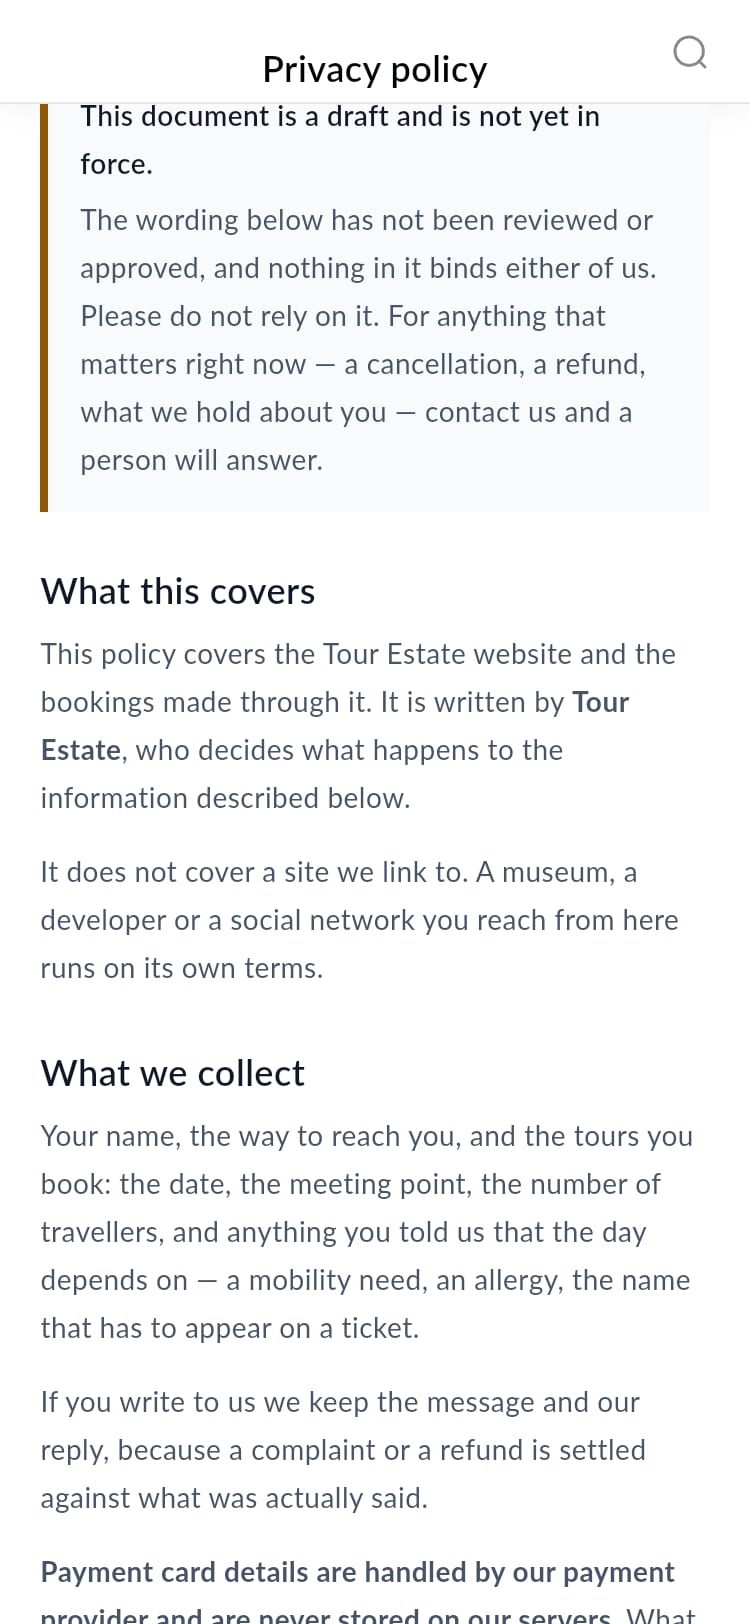 Privacy policy
This document is a draft and is not yet in
force.
The wording below has not been reviewed or
approved, and nothing in it binds either of us.
Please do not rely on it. For anything that
matters right now — a cancellation, a refund,
what we hold about you — contact us and a
person will answer.
What this covers
This policy covers the Tour Estate website and the
bookings made through it. It is written by Tour
Estate, who decides what happens to the
information described below.
It does not cover a site we link to. A museum, a
developer or a social network you reach from here
runs on its own terms.
What we collect
Your name, the way to reach you, and the tours you
book: the date, the meeting point, the number of
travellers, and anything you told us that the day
depends on — a mobility need, an allergy, the name
that has to appear on a ticket.
If you write to us we keep the message and our
reply, because a complaint or a refund is settled
against what was actually said.
Payment card details are handled by our payment
provider and are never stored on our servers. What